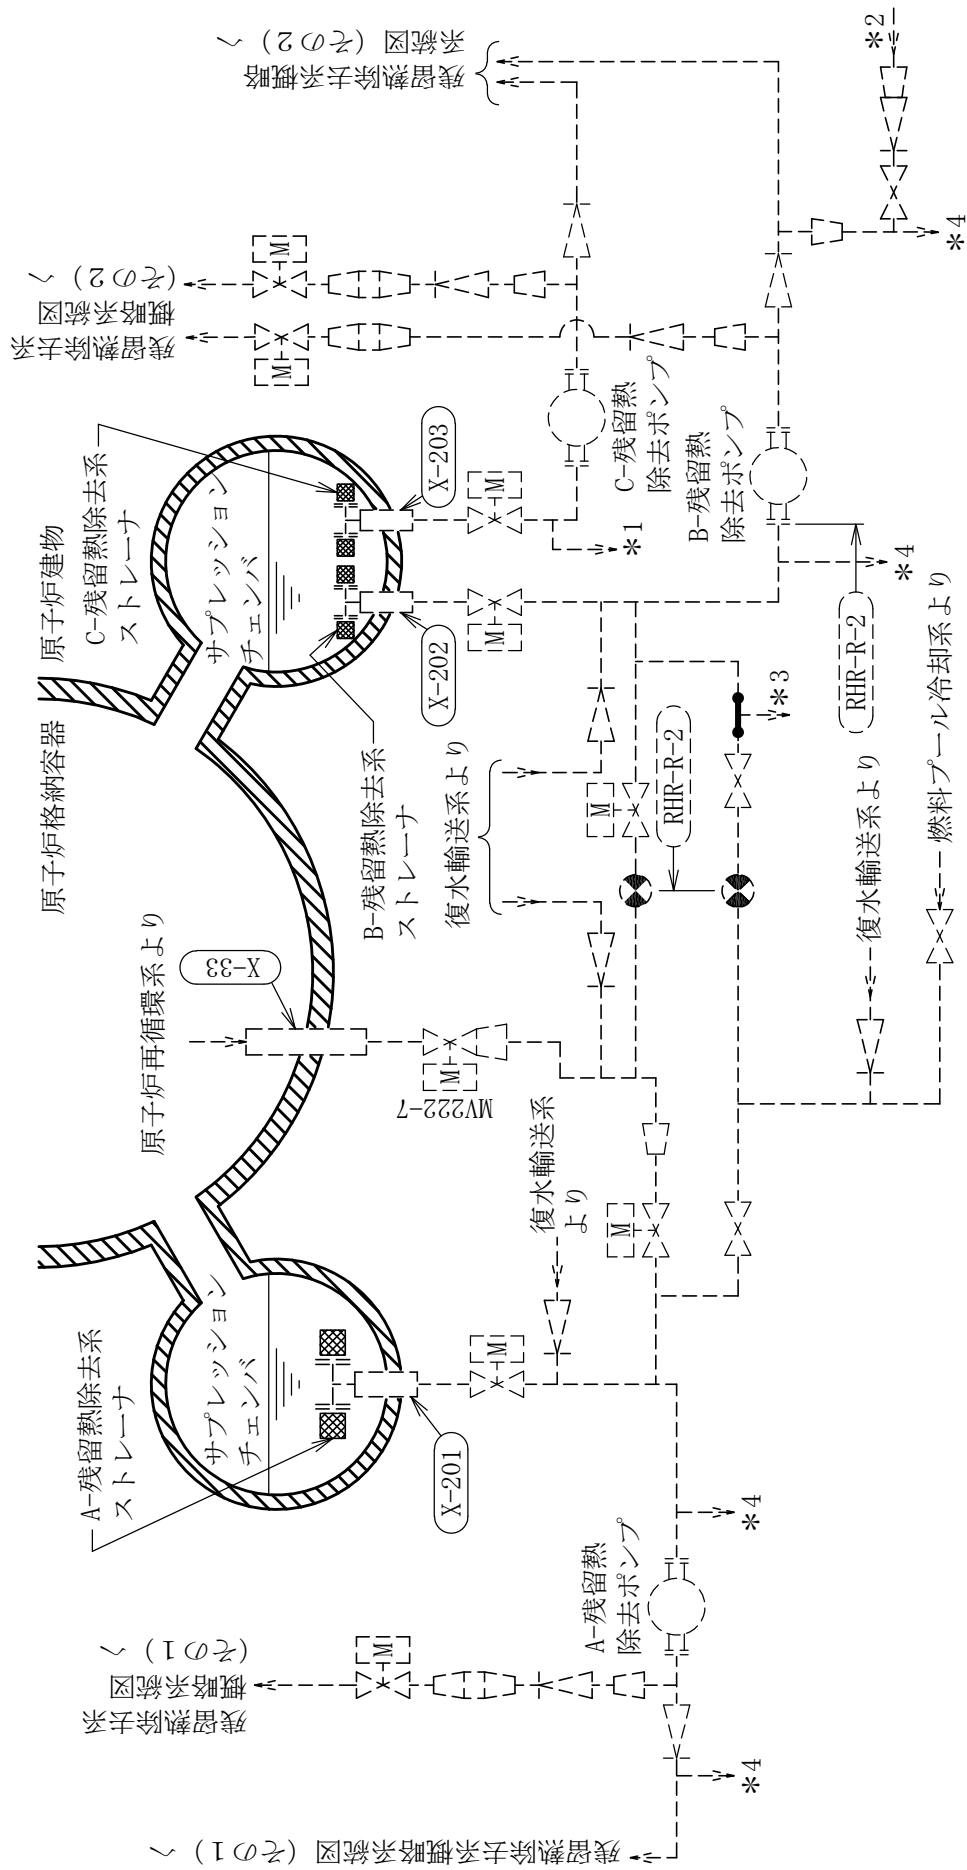 残留熱除去系概略系統図(その1)へ
残留熱除去系
概略系統図
(その1)へ
M
*4
A-残留熱
除去ポンプ
*4
A-残留熱除去系
ストレーナ
サプレッション
チェンバ
X-201
M
復水輸送系
より
M
原子炉再循環系より
X-33
M
MV222-7
原子炉格納容器
原子炉建物
C-残留熱除去系
ストレーナ
サプレッション
チェンバ
B-残留熱除去系
ストレーナ
X-202
X-203
M
M
復水輸送系より
M
RHR-R-2
*3
*1
C-残留熱
除去ポンプ
B-残留熱
除去ポンプ
*4
RHR-R-2
復水輸送系より
燃料プール冷却系より
残留熱除去系
概略系統図
(その2)へ
M
M
残留熱除去系概略
系統図(その2)へ
*2
*4